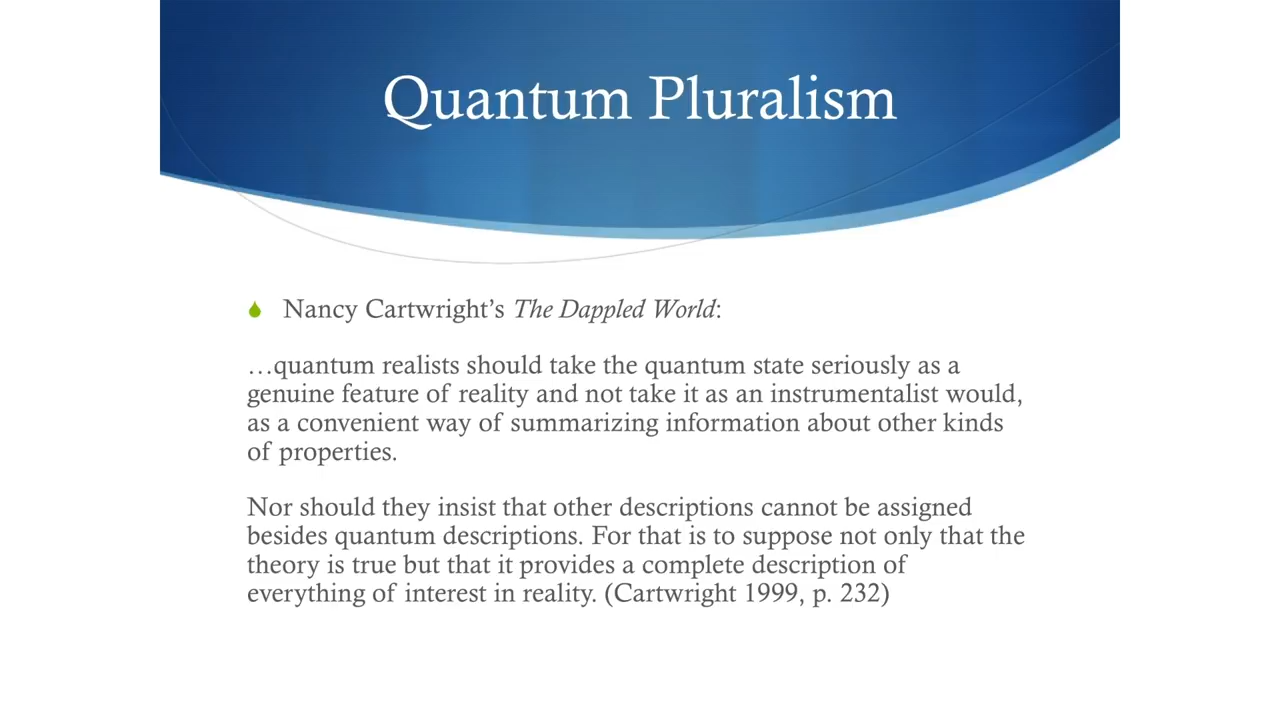 Quantum Pluralism
Nancy Cartwright’s The Dappled World:
…quantum realists should take the quantum state seriously as a
genuine feature of reality and not take it as an instrumentalist would,
as a convenient way of summarizing information about other kinds
of properties.
Nor should they insist that other descriptions cannot be assigned
besides quantum descriptions. For that is to suppose not only that the
theory is true but that it provides a complete description of
everything of interest in reality. (Cartwright 1999, p. 232)